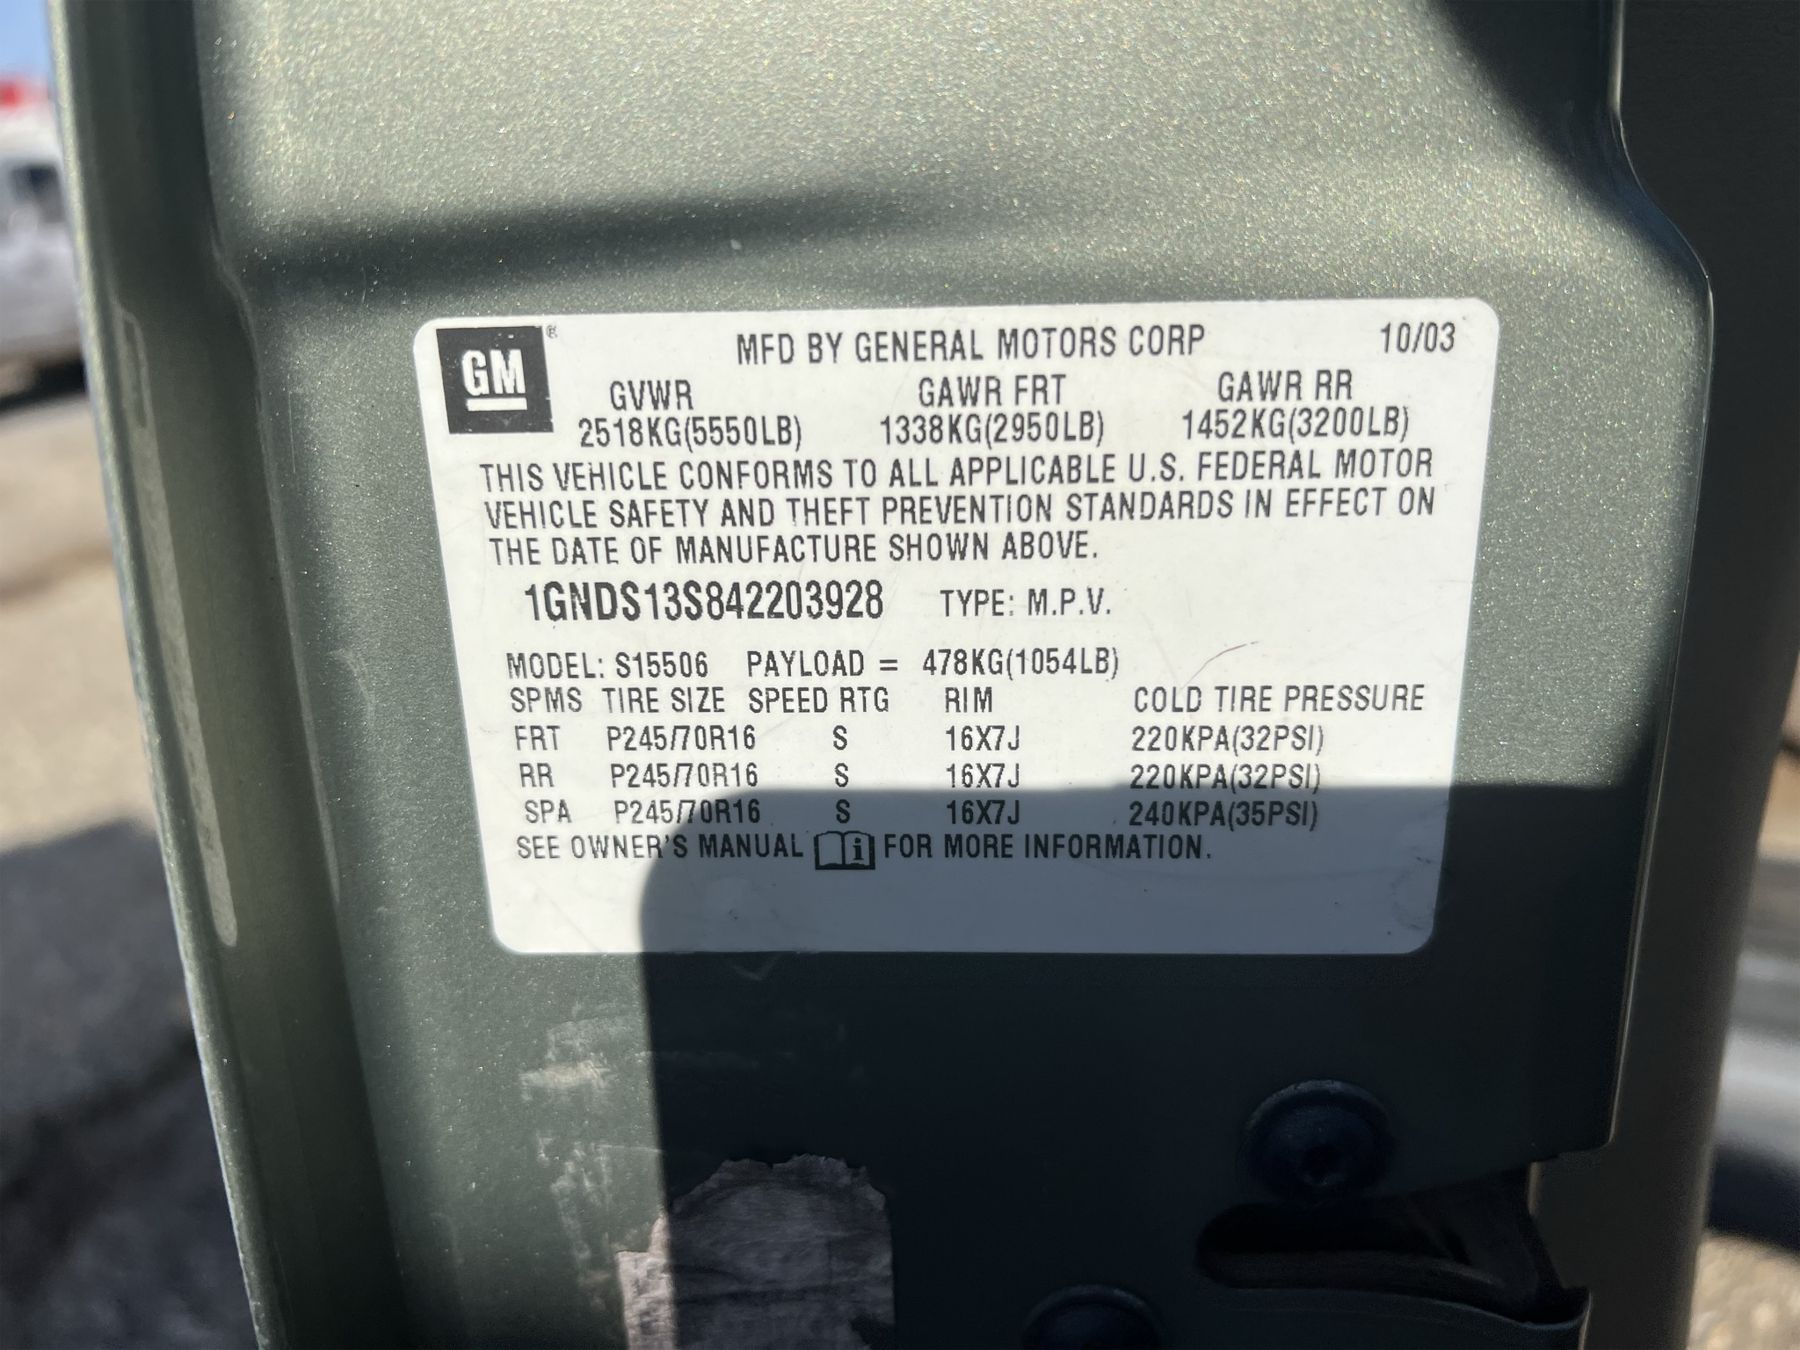 GM ® MFD BY GENERAL MOTORS CORP 10/03
GVWR GAWR FRT GAWR RR
2518KG(5550LB) 1338KG(2950LB) 1452KG(3200LB)
THIS VEHICLE CONFORMS TO ALL APPLICABLE U.S. FEDERAL MOTOR
VEHICLE SAFETY AND THEFT PREVENTION STANDARDS IN EFFECT ON
THE DATE OF MANUFACTURE SHOWN ABOVE.
1GNDS13S842203928 TYPE: M.P.V.
MODEL: S15506 PAYLOAD = 478KG(1054LB)
SPMS TIRE SIZE SPEED RTG RIM COLD TIRE PRESSURE
FRT P245/70R16 S 16X7J 220KPA(32PSI)
RR P245/70R16 S 16X7J 220KPA(32PSI)
SPA P245/70R16 S 16X7J 240KPA(35PSI)
SEE OWNER'S MANUAL i FOR MORE INFORMATION.